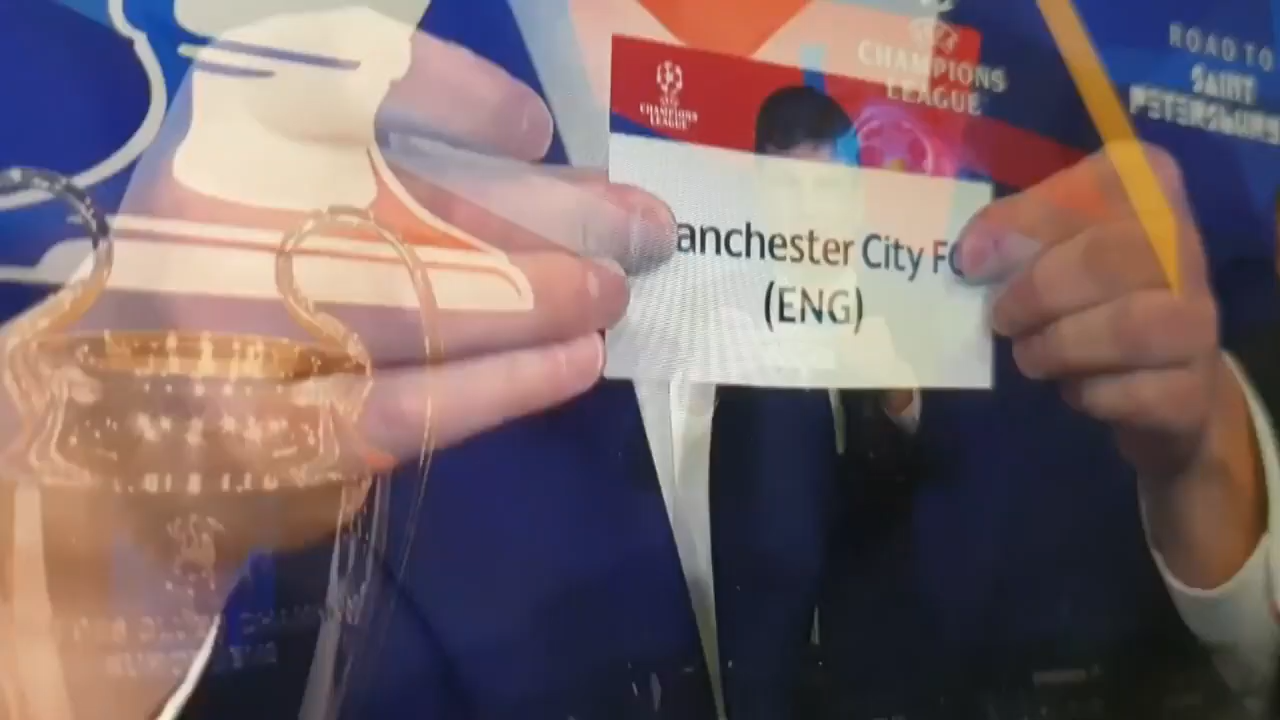 CHAMPIONS
LEAGUE
ROAD TO
SAINT
PETERSBURG
CHAMPIONS
LEAGUE
anchester City FC
(ENG)